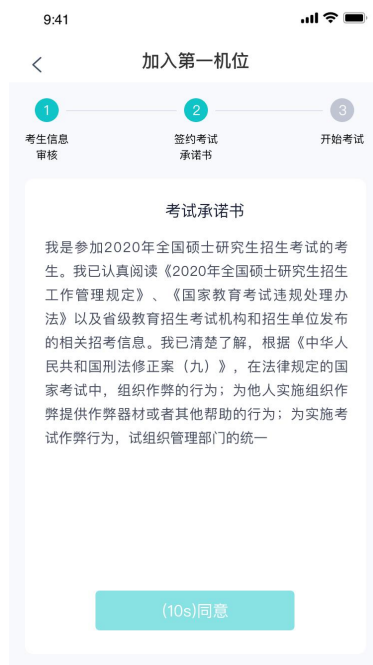 9:41
加入第一机位
1
2
3
考生信息
审核
签约考试
承诺书
开始考试
考试承诺书
我是参加2020年全国硕士研究生招生考试的考
生。我已认真阅读《2020年全国硕士研究生招生
工作管理规定》、《国家教育考试违规处理办
法》以及省级教育招生考试机构和招生单位发布
的相关招考信息。我已清楚了解，根据《中华人
民共和国刑法修正案（九）》，在法律规定的国
家考试中，组织作弊的行为；为他人实施组织作
弊提供作弊器材或者其他帮助的行为；为实施考
试作弊行为，试组织管理部门的统一
(10s)同意